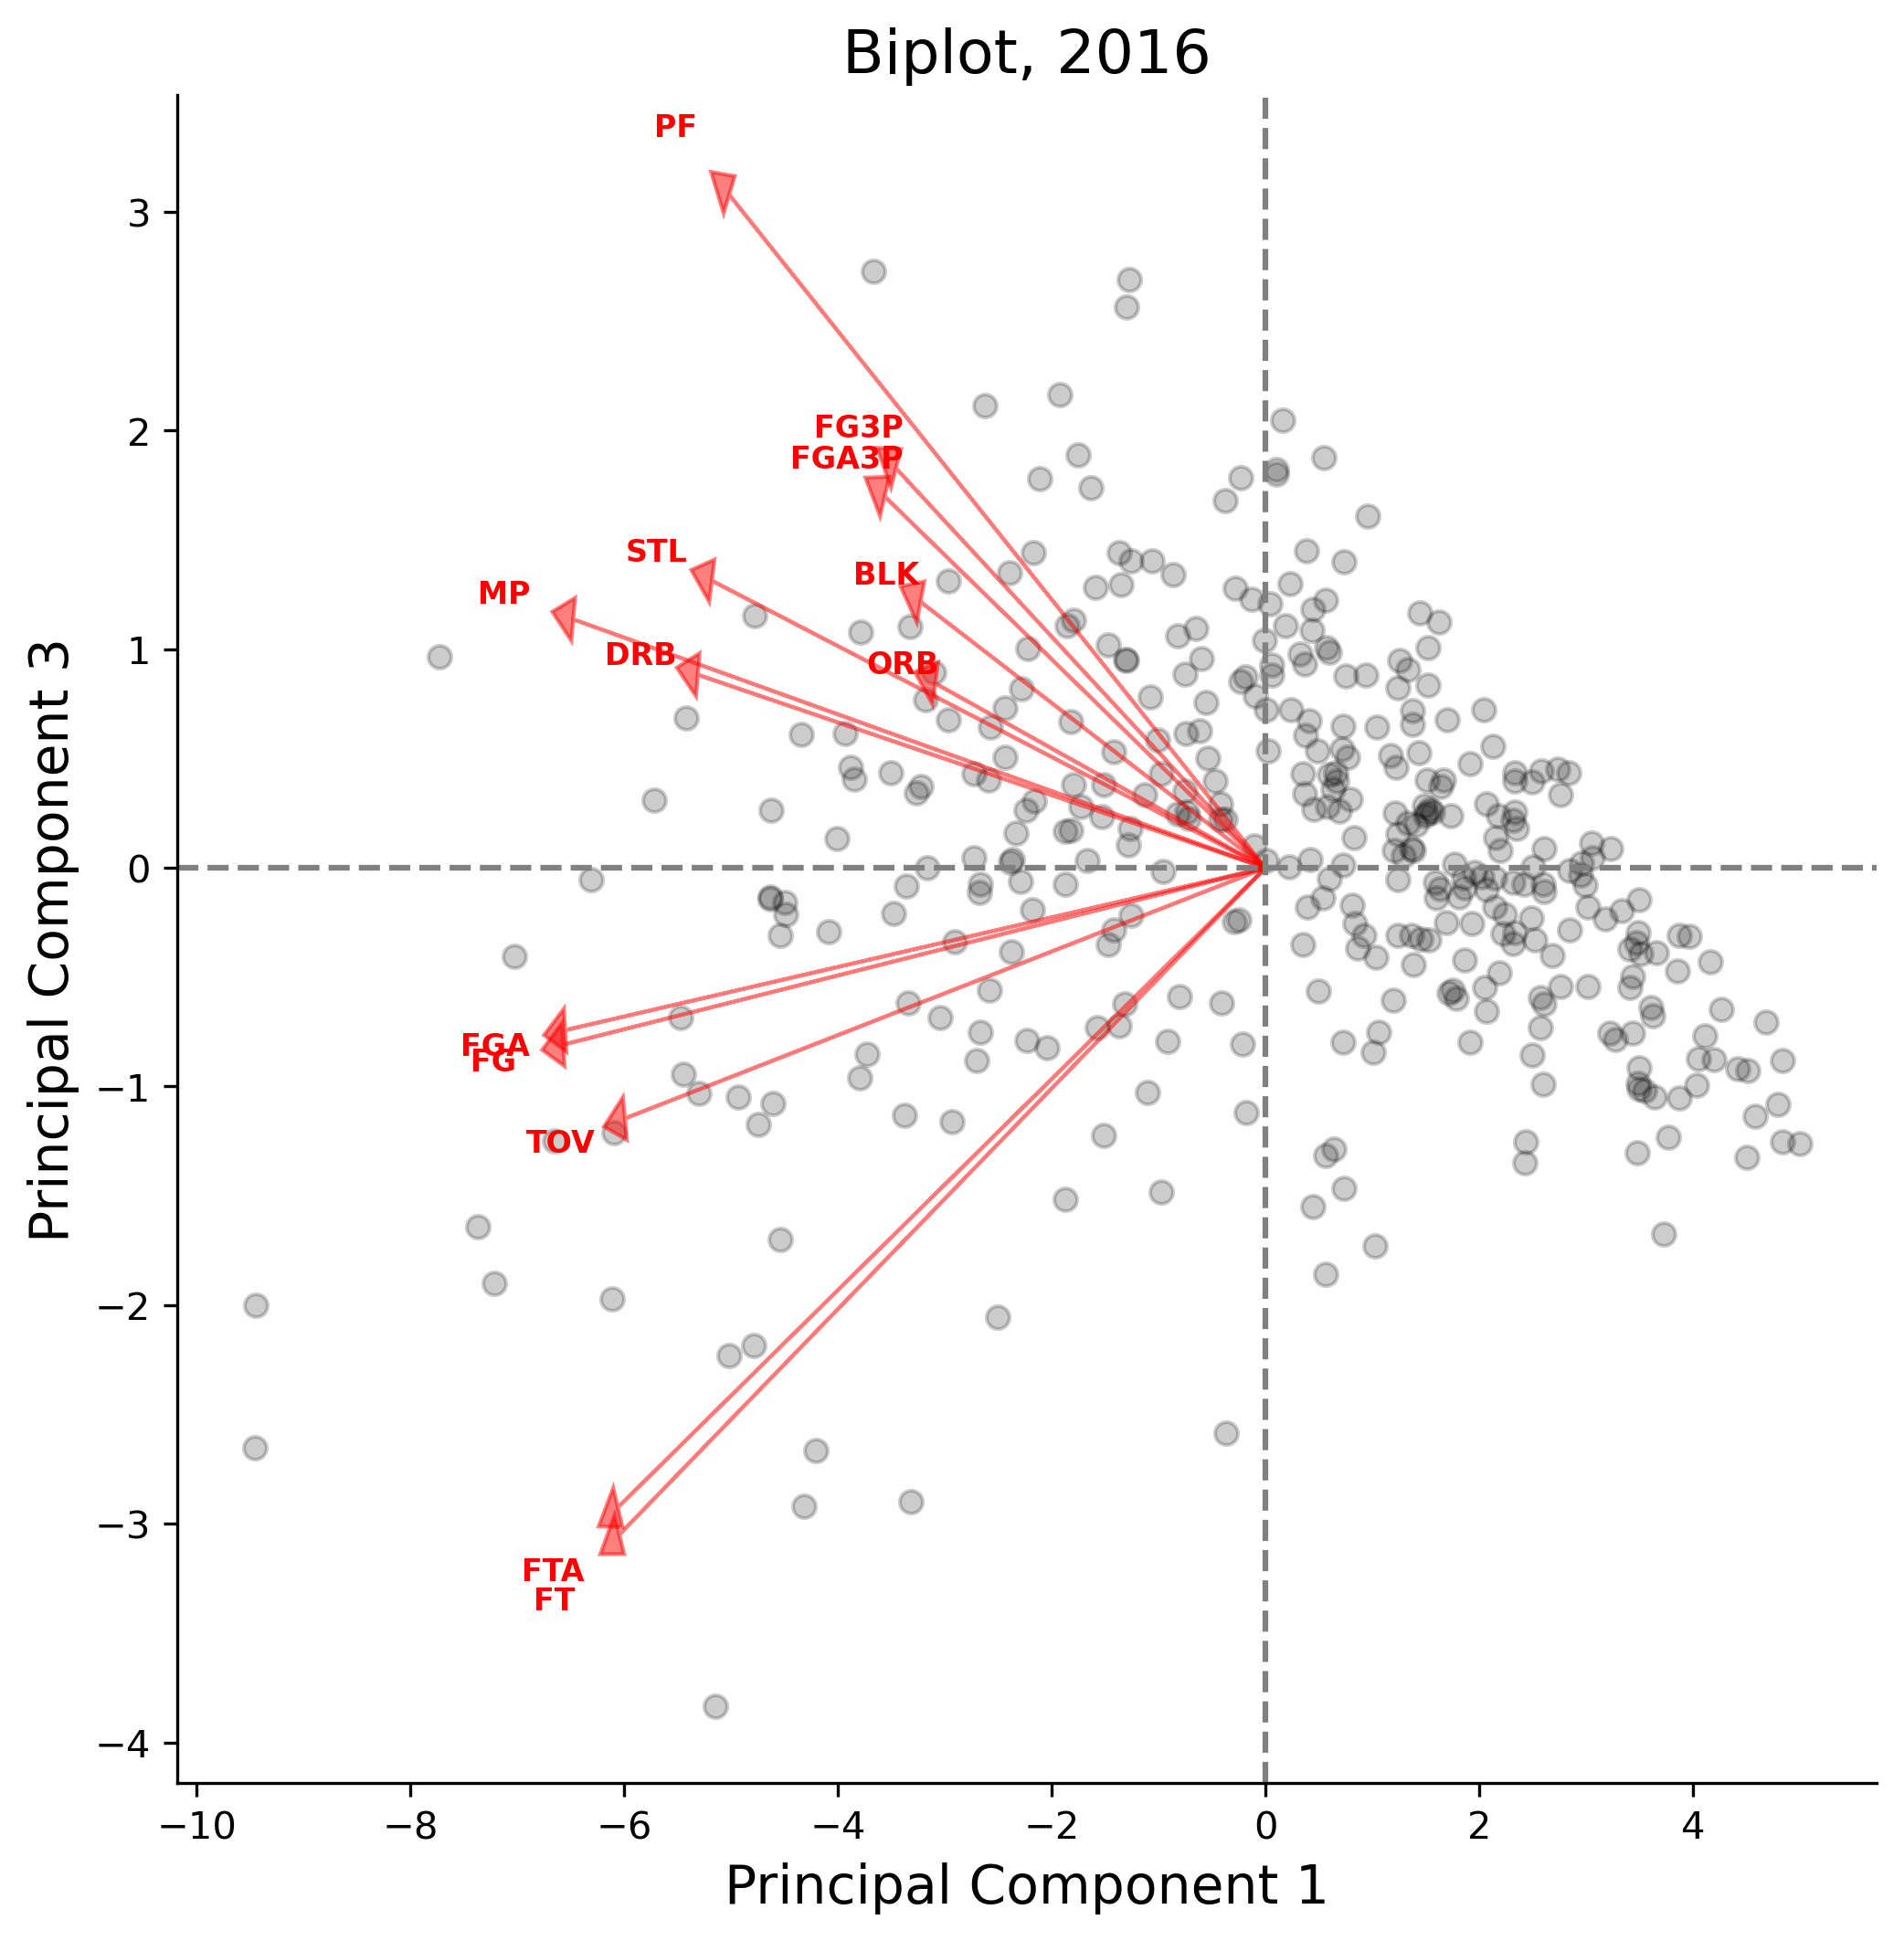 Biplot, 2016
PF
3
FG3P
2
FGA3P
STL
BLK
MP
1
DRB
ORB
Principal Component 3
0
FGA
FG
−1
TOV
−2
−3
FTA
FT
−4
−10 −8 −6 −4 −2 0 2 4
Principal Component 1